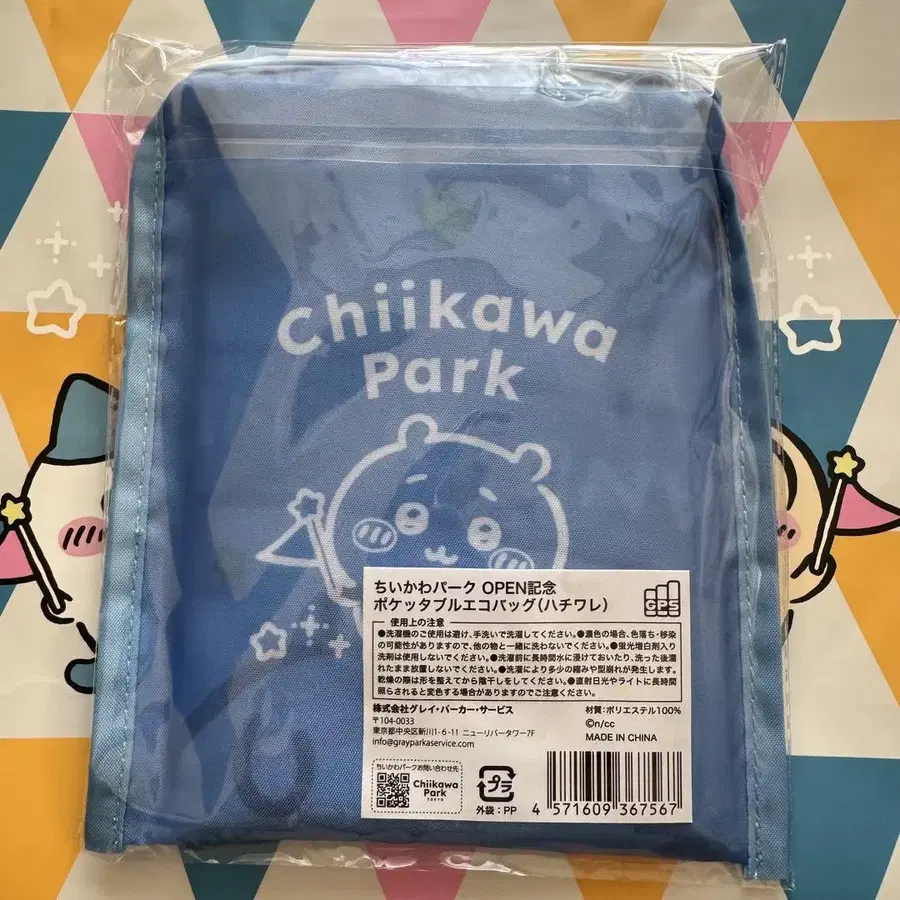 Chiikawa
Park
ちいかわパーク OPEN記念
ポケッタブルエコバッグ(ハチワレ)
GPS
使用上の注意
●洗濯機のご使用は避け、手洗いで洗濯してください。●濃色の場合、色落ち・移染
の可能性がありますので、他の物と一緒に洗わないでください。●蛍光増白剤入り
洗剤は使用しないでください。●洗濯前に長時間水に浸けておいたり、洗った後濡
れたまま放置しないでください。●洗濯により多少の縮みや型崩れが発生します。
乾燥の際は形を整えてから陰干しをしてください。●直射日光やライトに長時間
照らされると変色する場合がありますのでご注意ください。
株式会社グレイ・パーカー・サービス
〒104-0033
東京都中央区新川1-6-11 ニューリバータワー7F
info@grayparkaservice.com
材質:ポリエステル100%
©n/cc
MADE IN CHINA
ちいかわパークお問い合わせ先
Chiikawa
Park
TOKYO
プラ
外袋:PP
4 571609 367567